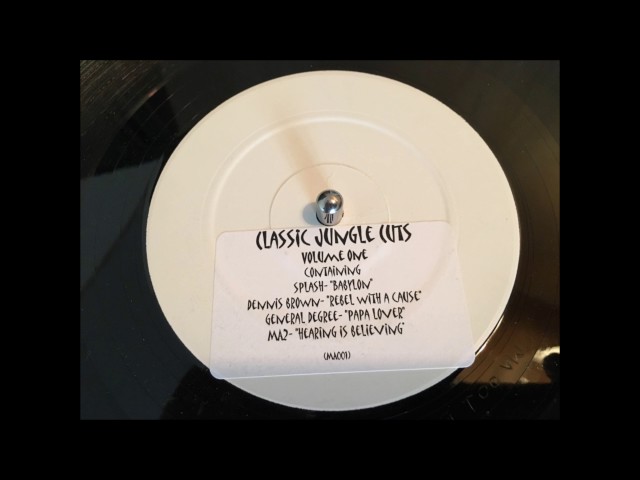 CLASSIC JUNGLE CUTS
VOLUME ONE
CONTAINING
SPLASH- "BABYLON"
DENNIS BROWN- "REBEL WITH A CAUSE"
GENERAL DEGREE- "PAPA LOVER"
MA2- "HEARING IS BELIEVING"
(MA001)